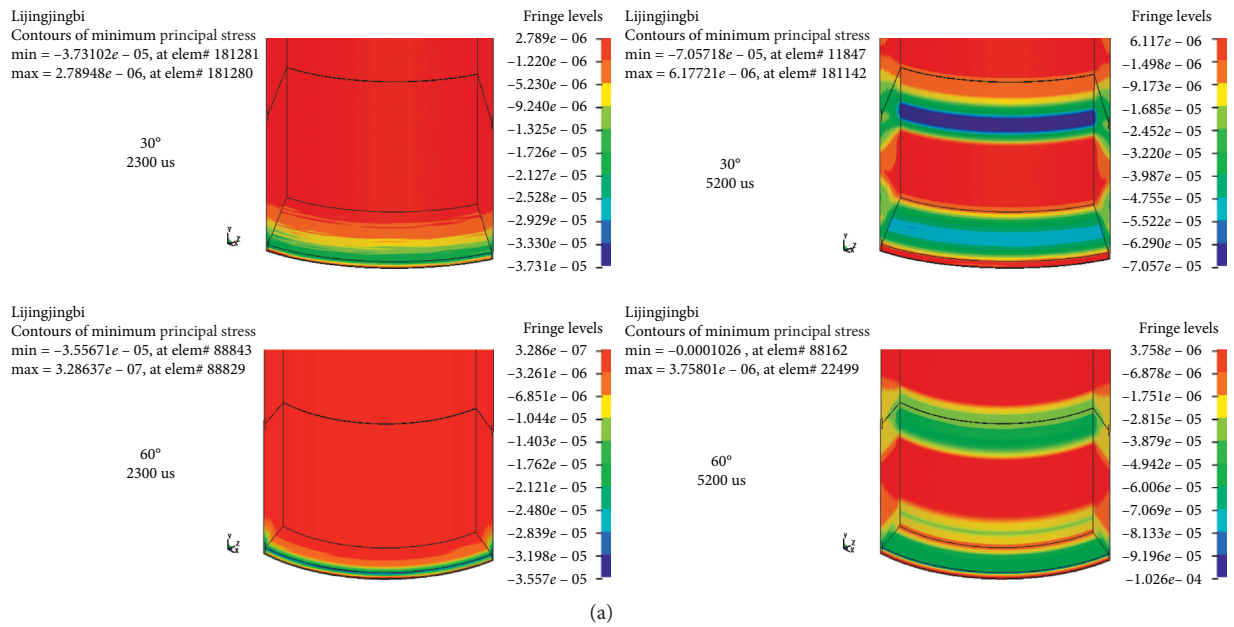 Lijingjingbi
Contours of minimum principal stress
min = –3.73102e – 05, at elem# 181281
max = 2.78948e – 06, at elem# 181280
30°
2300 us
Fringe levels
2.789e – 06
–1.220e – 06
–5.230e – 06
–9.240e – 06
–1.325e – 05
–1.726e – 05
–2.127e – 05
–2.528e – 05
–2.929e – 05
–3.330e – 05
–3.731e – 05
Y
Z
X
Lijingjingbi
Contours of minimum principal stress
min = –7.05718e – 05, at elem# 11847
max = 6.17721e – 06, at elem# 181142
30°
5200 us
Fringe levels
6.117e – 06
–1.498e – 06
–9.173e – 06
–1.685e – 05
–2.452e – 05
–3.220e – 05
–3.987e – 05
–4.755e – 05
–5.522e – 05
–6.290e – 05
–7.057e – 05
Y
Z
X
Lijingjingbi
Contours of minimum principal stress
min = –3.55671e – 05, at elem# 88843
max = 3.28637e – 07, at elem# 88829
60°
2300 us
Fringe levels
3.286e – 07
–3.261e – 06
–6.851e – 06
–1.044e – 05
–1.403e – 05
–1.762e – 05
–2.121e – 05
–2.480e – 05
–2.839e – 05
–3.198e – 05
–3.557e – 05
Y
Z
X
Lijingjingbi
Contours of minimum principal stress
min = –0.0001026 , at elem# 88162
max = 3.75801e – 06, at elem# 22499
60°
5200 us
Fringe levels
3.758e – 06
–6.878e – 06
–1.751e – 05
–2.815e – 05
–3.879e – 05
–4.942e – 05
–6.006e – 05
–7.069e – 05
–8.133e – 05
–9.196e – 05
–1.026e – 04
Y
Z
X
(a)